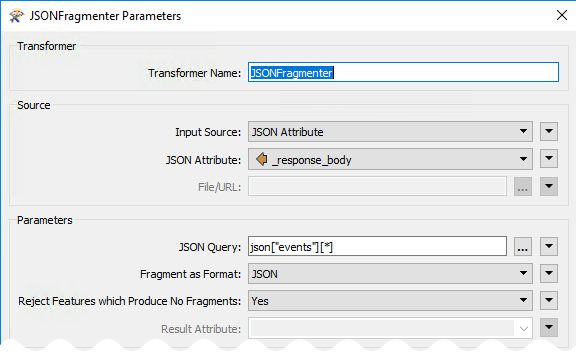 JSONFragmenter Parameters
Transformer
Transformer Name: JSONFragmenter
Source
Input Source: JSON Attribute
JSON Attribute: _response_body
File/URL: ...
Parameters
JSON Query: json["events"][*] ...
Fragment as Format: JSON
Reject Features which Produce No Fragments: Yes
Result Attribute: